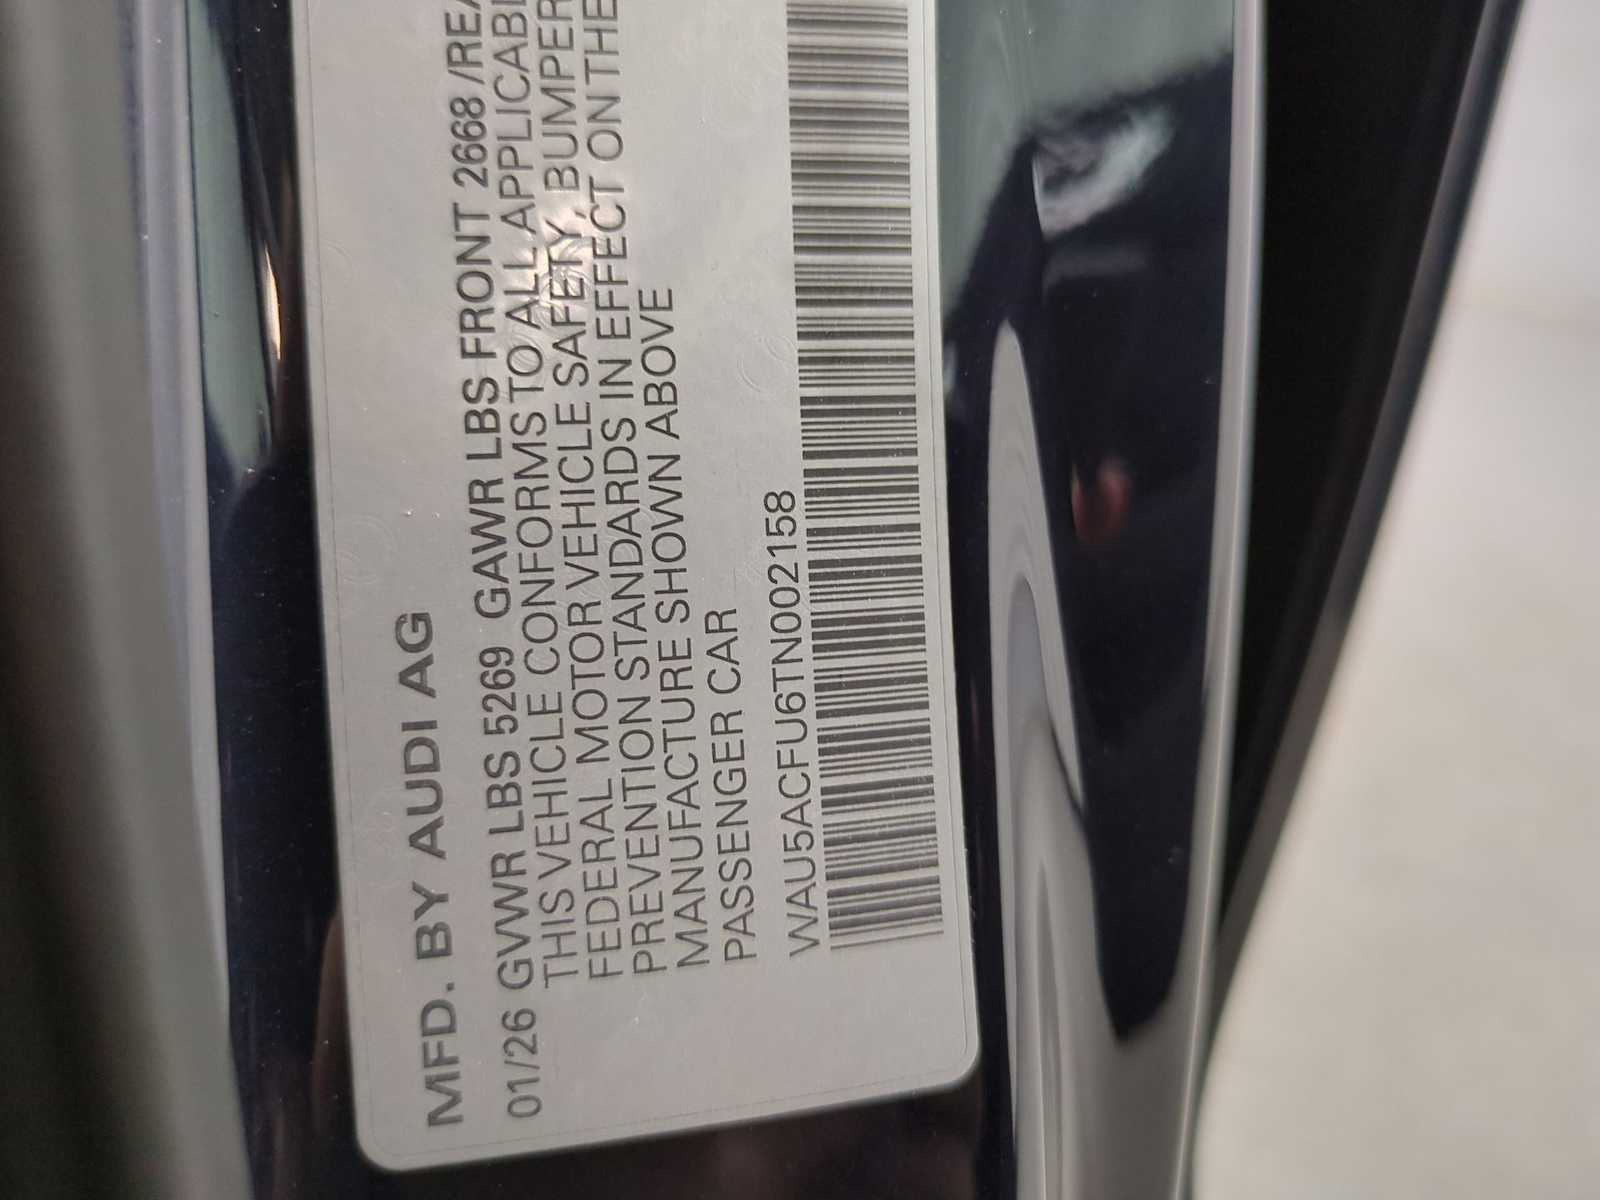 MFD. BY AUDI AG
01/26 GVWR LBS 5269 GAWR LBS FRONT 2668 /REA
THIS VEHICLE CONFORMS TO ALL APPLICABL
FEDERAL MOTOR VEHICLE SAFETY, BUMPER
PREVENTION STANDARDS IN EFFECT ON THE
MANUFACTURE SHOWN ABOVE
PASSENGER CAR
WAU5ACFU6TN002158